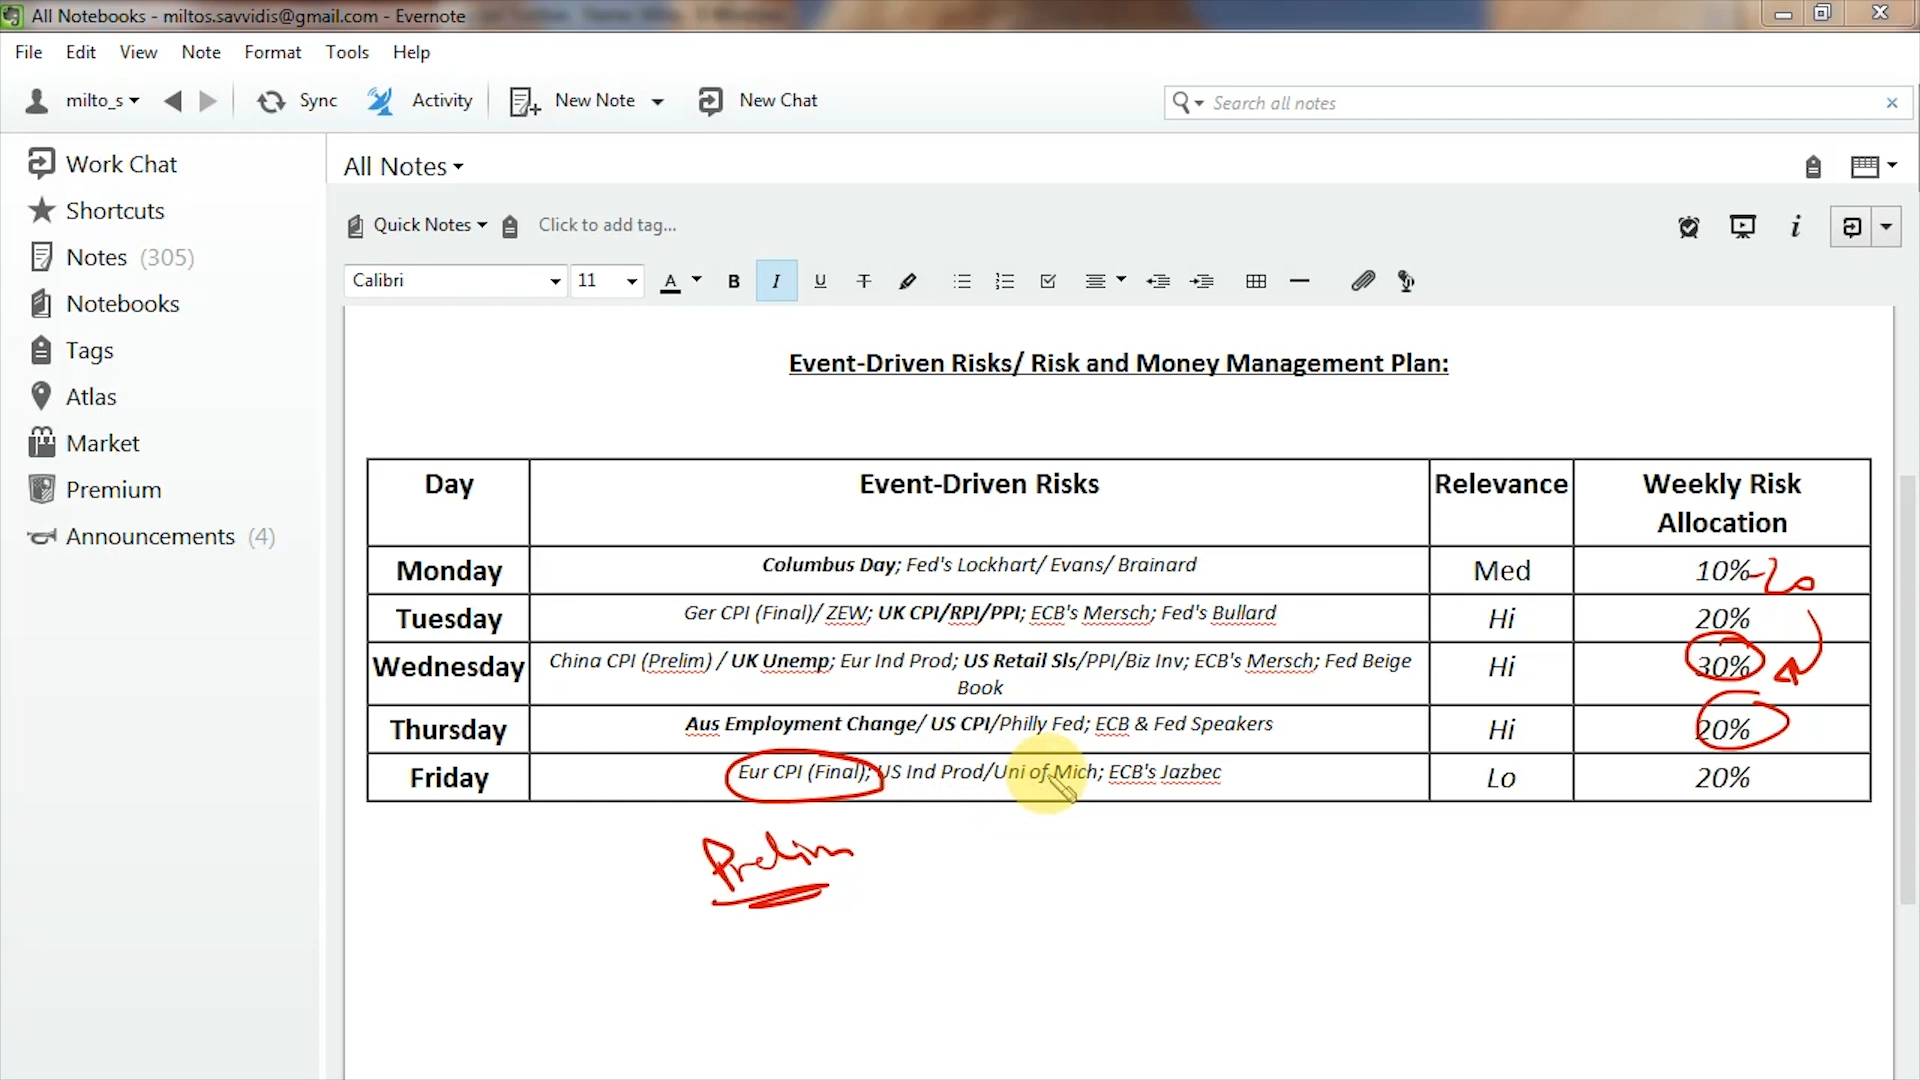 All Notebooks - miltos.savvidis@gmail.com - Evernote
File Edit View Note Format Tools Help
milto_s Sync Activity New Note New Chat Search all notes
Work Chat
Shortcuts
Notes (305)
Notebooks
Tags
Atlas
Market
Premium
Announcements (4)
All Notes
Quick Notes Click to add tag...
Calibri 11 A B I U T
Event-Driven Risks/ Risk and Money Management Plan:
Day Event-Driven Risks Relevance Weekly Risk
Allocation
Monday Columbus Day; Fed's Lockhart/ Evans/ Brainard Med 10% -20
Tuesday Ger CPI (Final)/ ZEW; UK CPI/RPI/PPI; ECB's Mersch; Fed's Bullard Hi 20%
Wednesday China CPI (Prelim) / UK Unemp; Eur Ind Prod; US Retail Sls/PPI/Biz Inv; ECB's Mersch; Fed Beige Hi 30%
Book
Thursday Aus Employment Change/ US CPI/Philly Fed; ECB & Fed Speakers Hi 20%
Friday Eur CPI (Final); US Ind Prod/Uni of Mich; ECB's Jazbec Lo 20%
Prelim